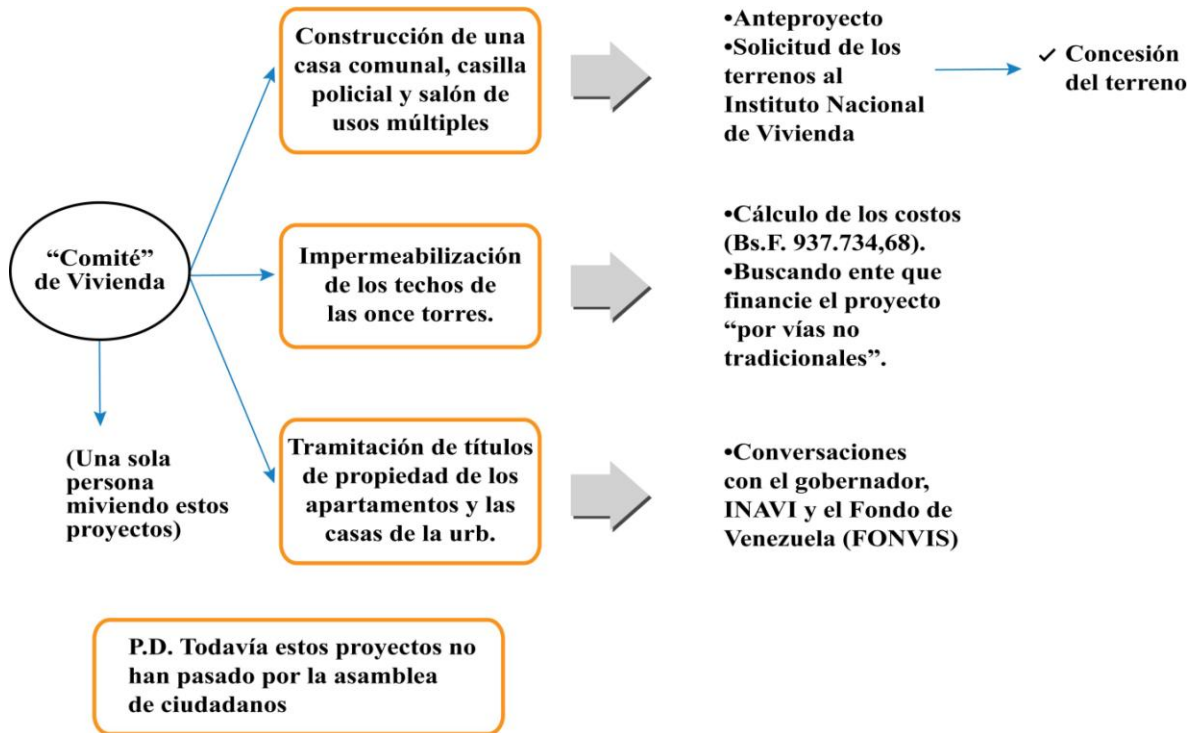 Construcción de una
casa comunal, casilla
policial y salón de
usos múltiples
•Anteproyecto
•Solicitud de los
terrenos al
Instituto Nacional
de Vivienda
✓ Concesión
del terreno
“Comité”
de Vivienda
Impermeabilización
de los techos de
las once torres.
•Cálculo de los costos
(Bs.F. 937.734,68).
•Buscando ente que
financie el proyecto
“por vías no
tradicionales”.
(Una sola
persona
miviendo estos
proyectos)
Tramitación de títulos
de propiedad de los
apartamentos y las
casas de la urb.
•Conversaciones
con el gobernador,
INAVI y el Fondo de
Venezuela (FONVIS)
P.D. Todavía estos proyectos no
han pasado por la asamblea
de ciudadanos